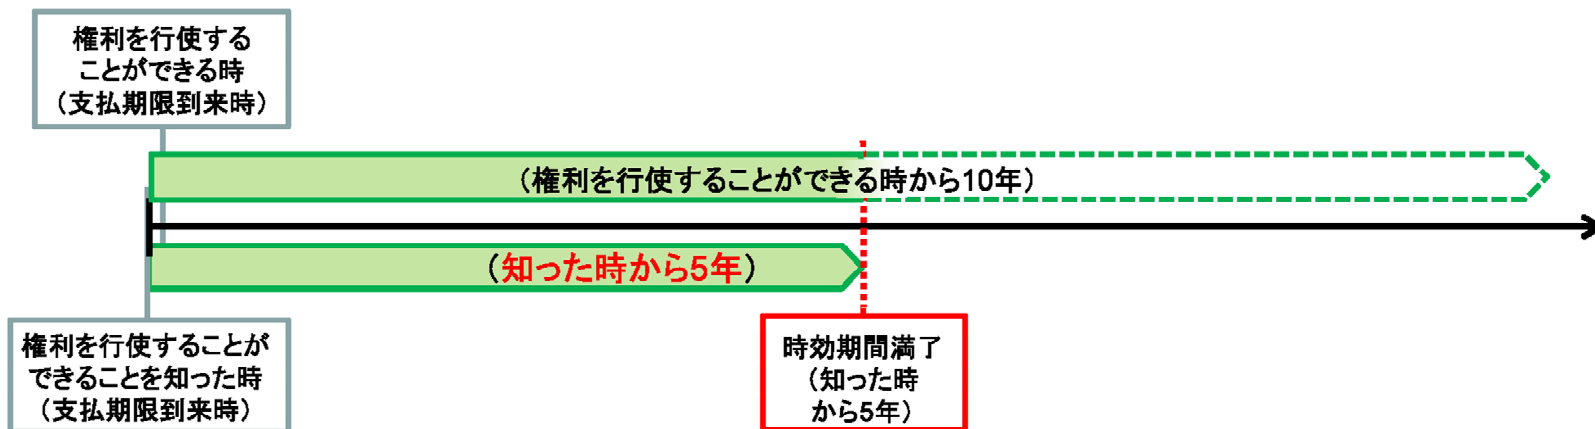 権利を行使する
ことができる時
（支払期限到来時）
（権利を行使することができる時から10年）
（知った時から5年）
権利を行使することが
できることを知った時
（支払期限到来時）
時効期間満了
（知った時
から5年）